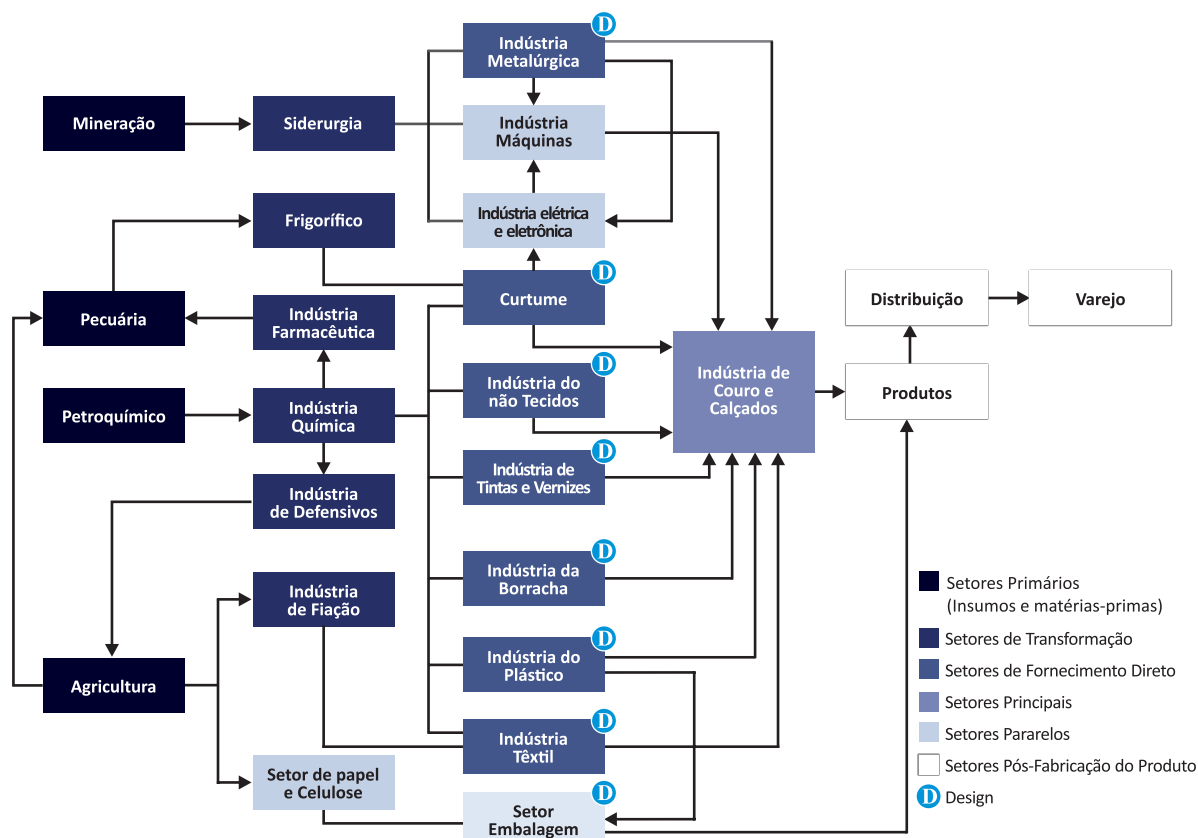 D
Indústria
Metalúrgica
Mineração
Siderurgia
Indústria
Máquinas
Frigorífico
Indústria elétrica
e eletrônica
D
Curtume
Distribuição
Varejo
Pecuária
Indústria
Farmacêutica
D
Indústria do
não Tecidos
Indústria de
Couro e
Calçados
Produtos
Petroquímico
Indústria
Química
D
Indústria de
Tintas e Vernizes
Indústria
de Defensivos
D
Indústria da
Borracha
Indústria
de Fiação
D
Indústria do
Plástico
Agricultura
D
Indústria
Têxtil
Setor de papel
e Celulose
D
Setor
Embalagem
Setores Primários
(Insumos e matérias-primas)
Setores de Transformação
Setores de Fornecimento Direto
Setores Principais
Setores Pararelos
Setores Pós-Fabricação do Produto
D Design